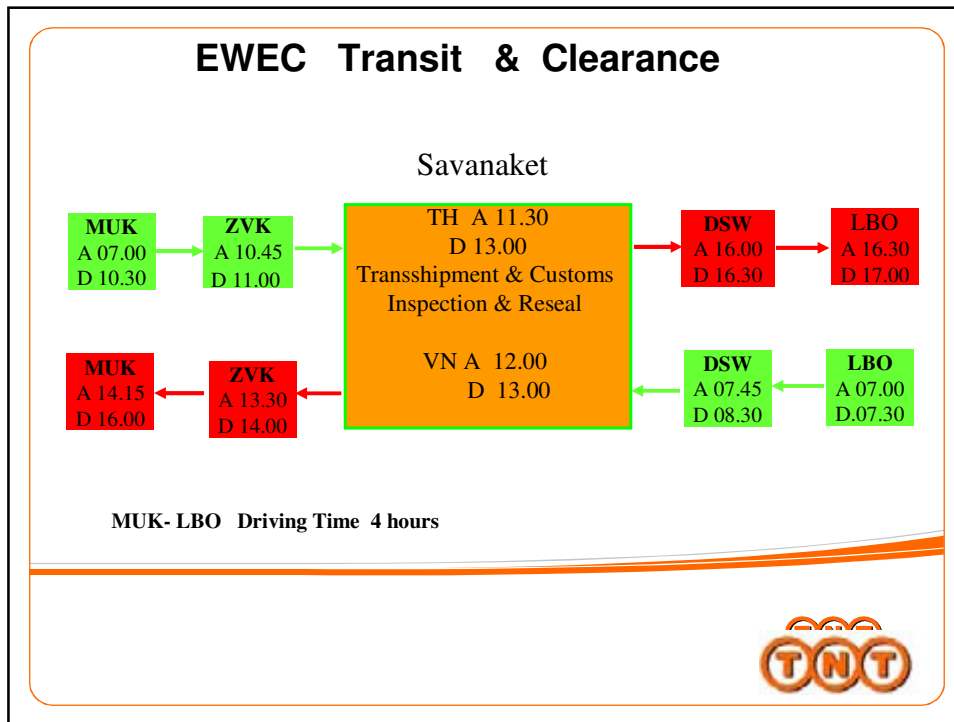 EWEC Transit & Clearance
Savanaket
MUK
A 07.00
D 10.30
ZVK
A 10.45
D 11.00
TH A 11.30
D 13.00
Transshipment & Customs
Inspection & Reseal
VN A 12.00
D 13.00
DSW
A 16.00
D 16.30
LBO
A 16.30
D 17.00
MUK
A 14.15
D 16.00
ZVK
A 13.30
D 14.00
DSW
A 07.45
D 08.30
LBO
A 07.00
D.07.30
MUK- LBO Driving Time 4 hours
TNT
TNT